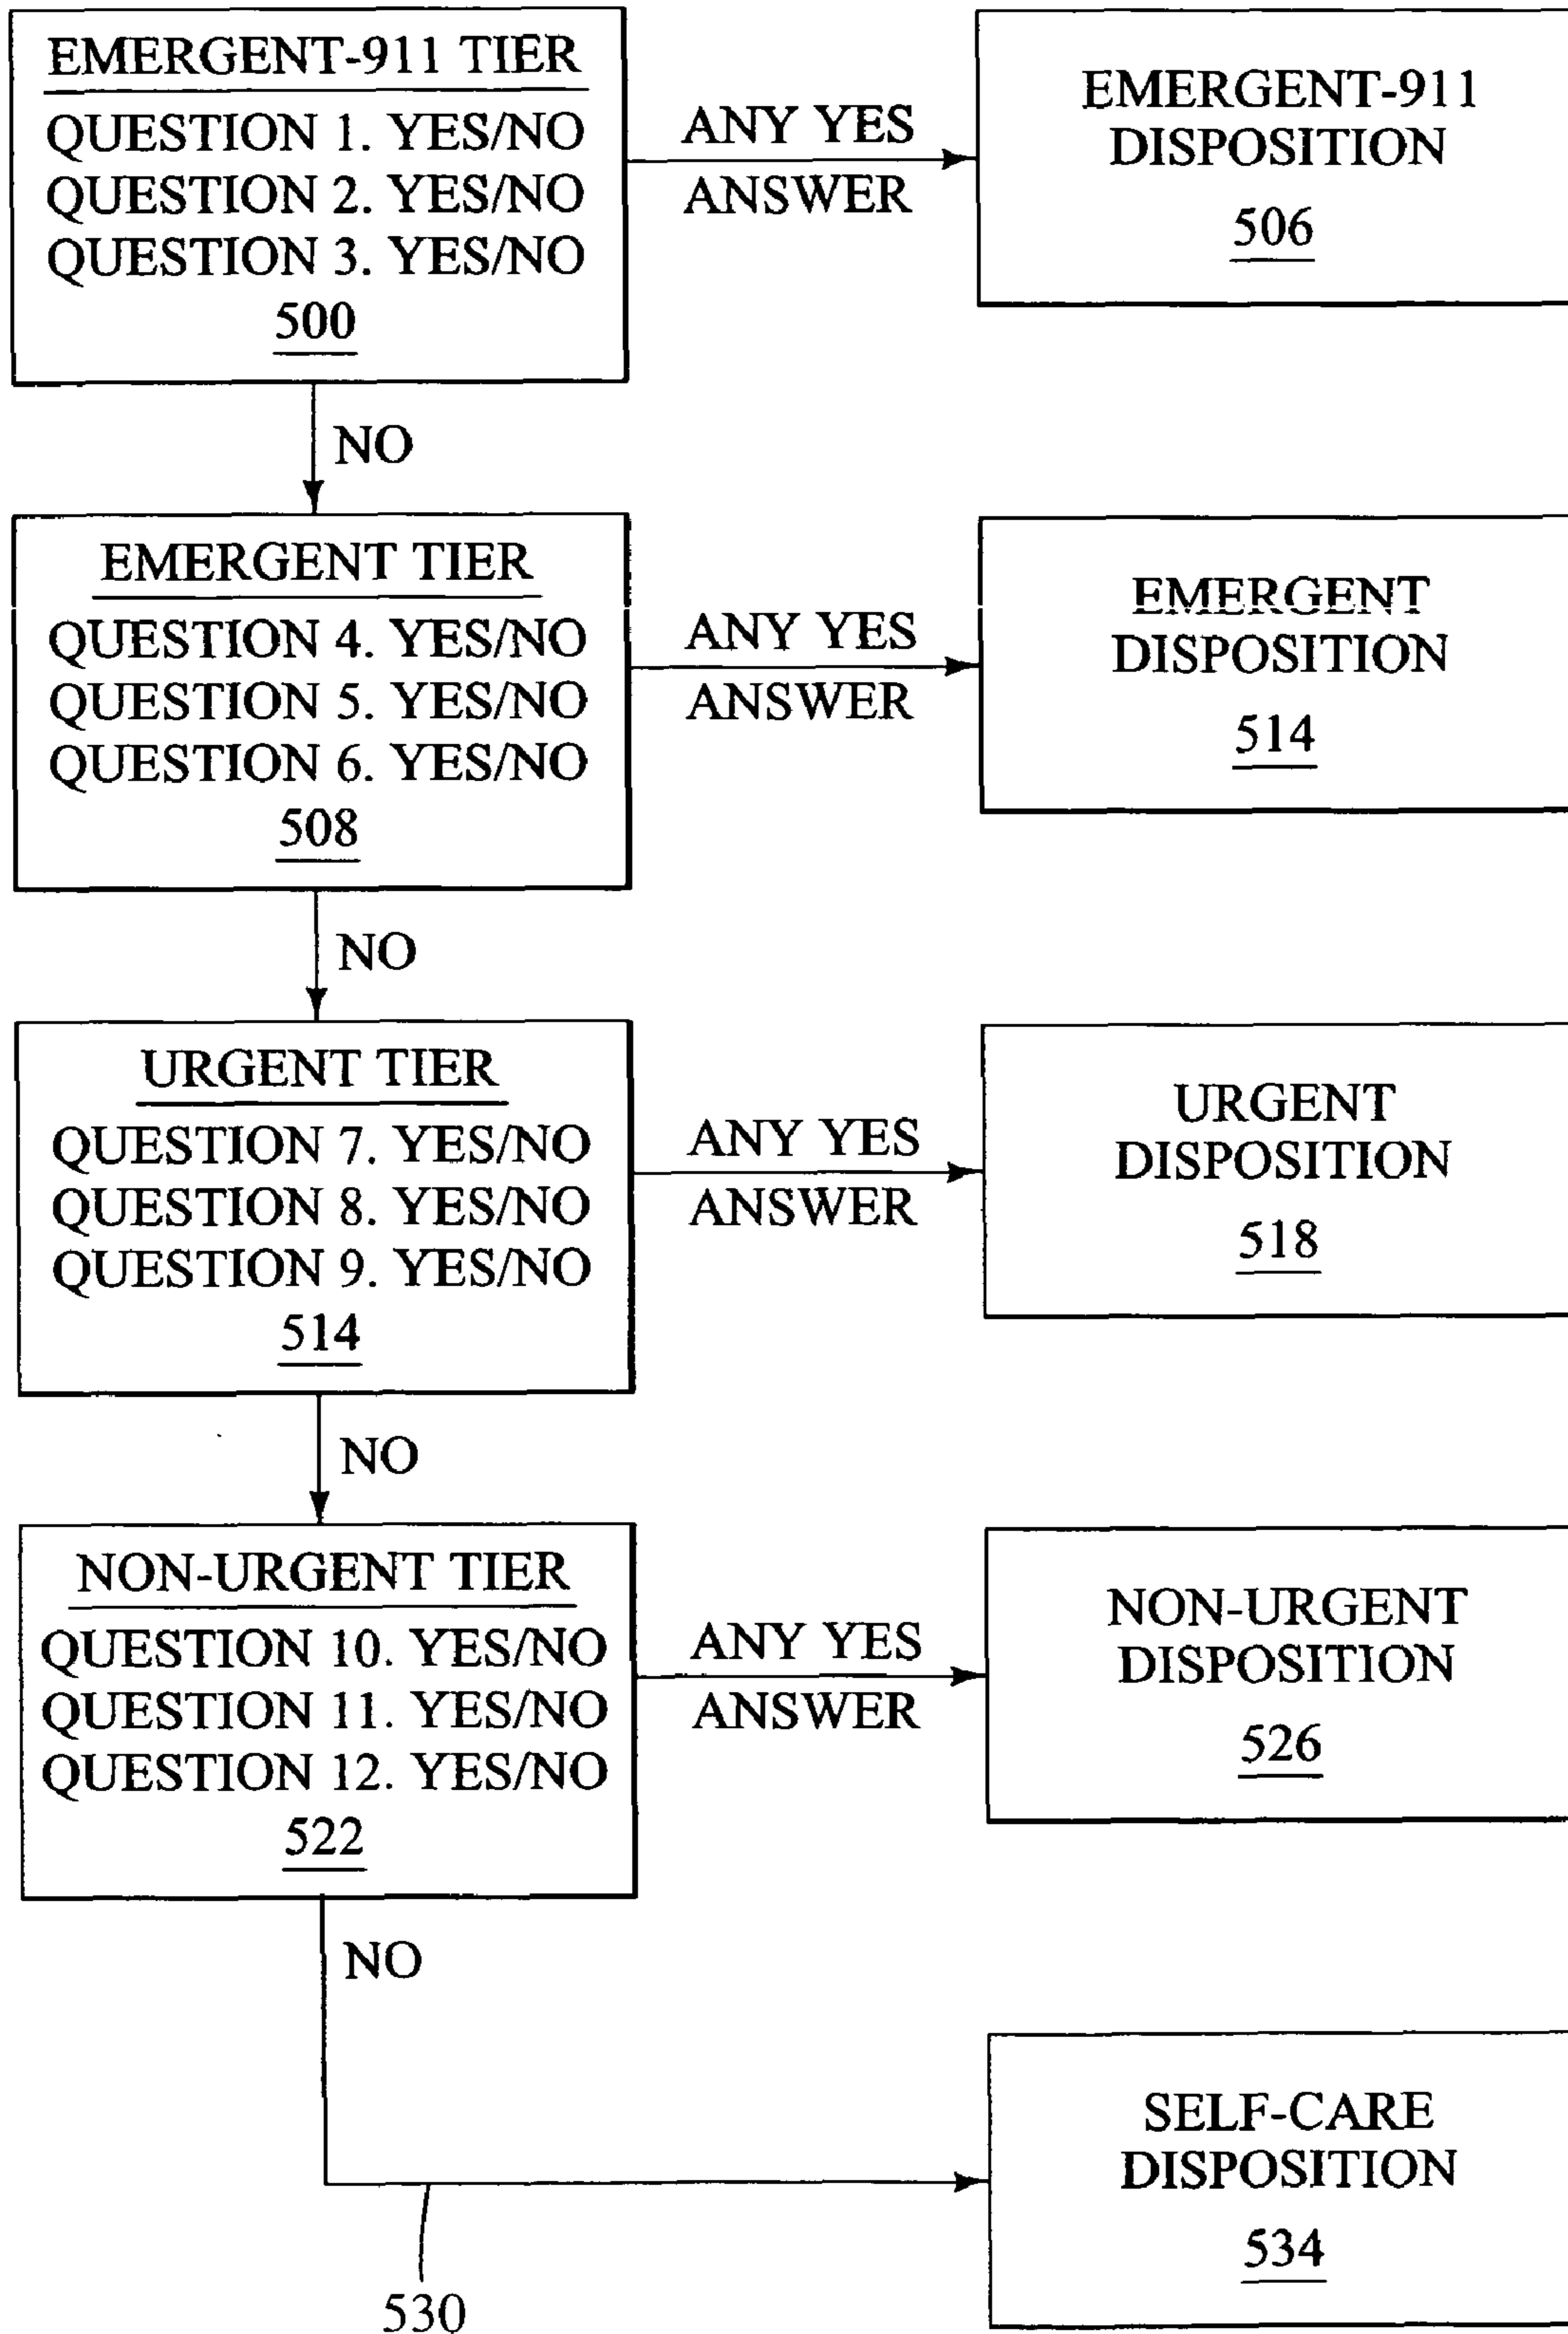 EMERGENT-911 TIER
QUESTION 1. YES/NO
QUESTION 2. YES/NO
QUESTION 3. YES/NO
500
ANY YES
ANSWER
EMERGENT-911
DISPOSITION
506
NO
EMERGENT TIER
QUESTION 4. YES/NO
QUESTION 5. YES/NO
QUESTION 6. YES/NO
508
ANY YES
ANSWER
EMERGENT
DISPOSITION
514
NO
URGENT TIER
QUESTION 7. YES/NO
QUESTION 8. YES/NO
QUESTION 9. YES/NO
514
ANY YES
ANSWER
URGENT
DISPOSITION
518
NO
NON-URGENT TIER
QUESTION 10. YES/NO
QUESTION 11. YES/NO
QUESTION 12. YES/NO
522
ANY YES
ANSWER
NON-URGENT
DISPOSITION
526
NO
SELF-CARE
DISPOSITION
534
530